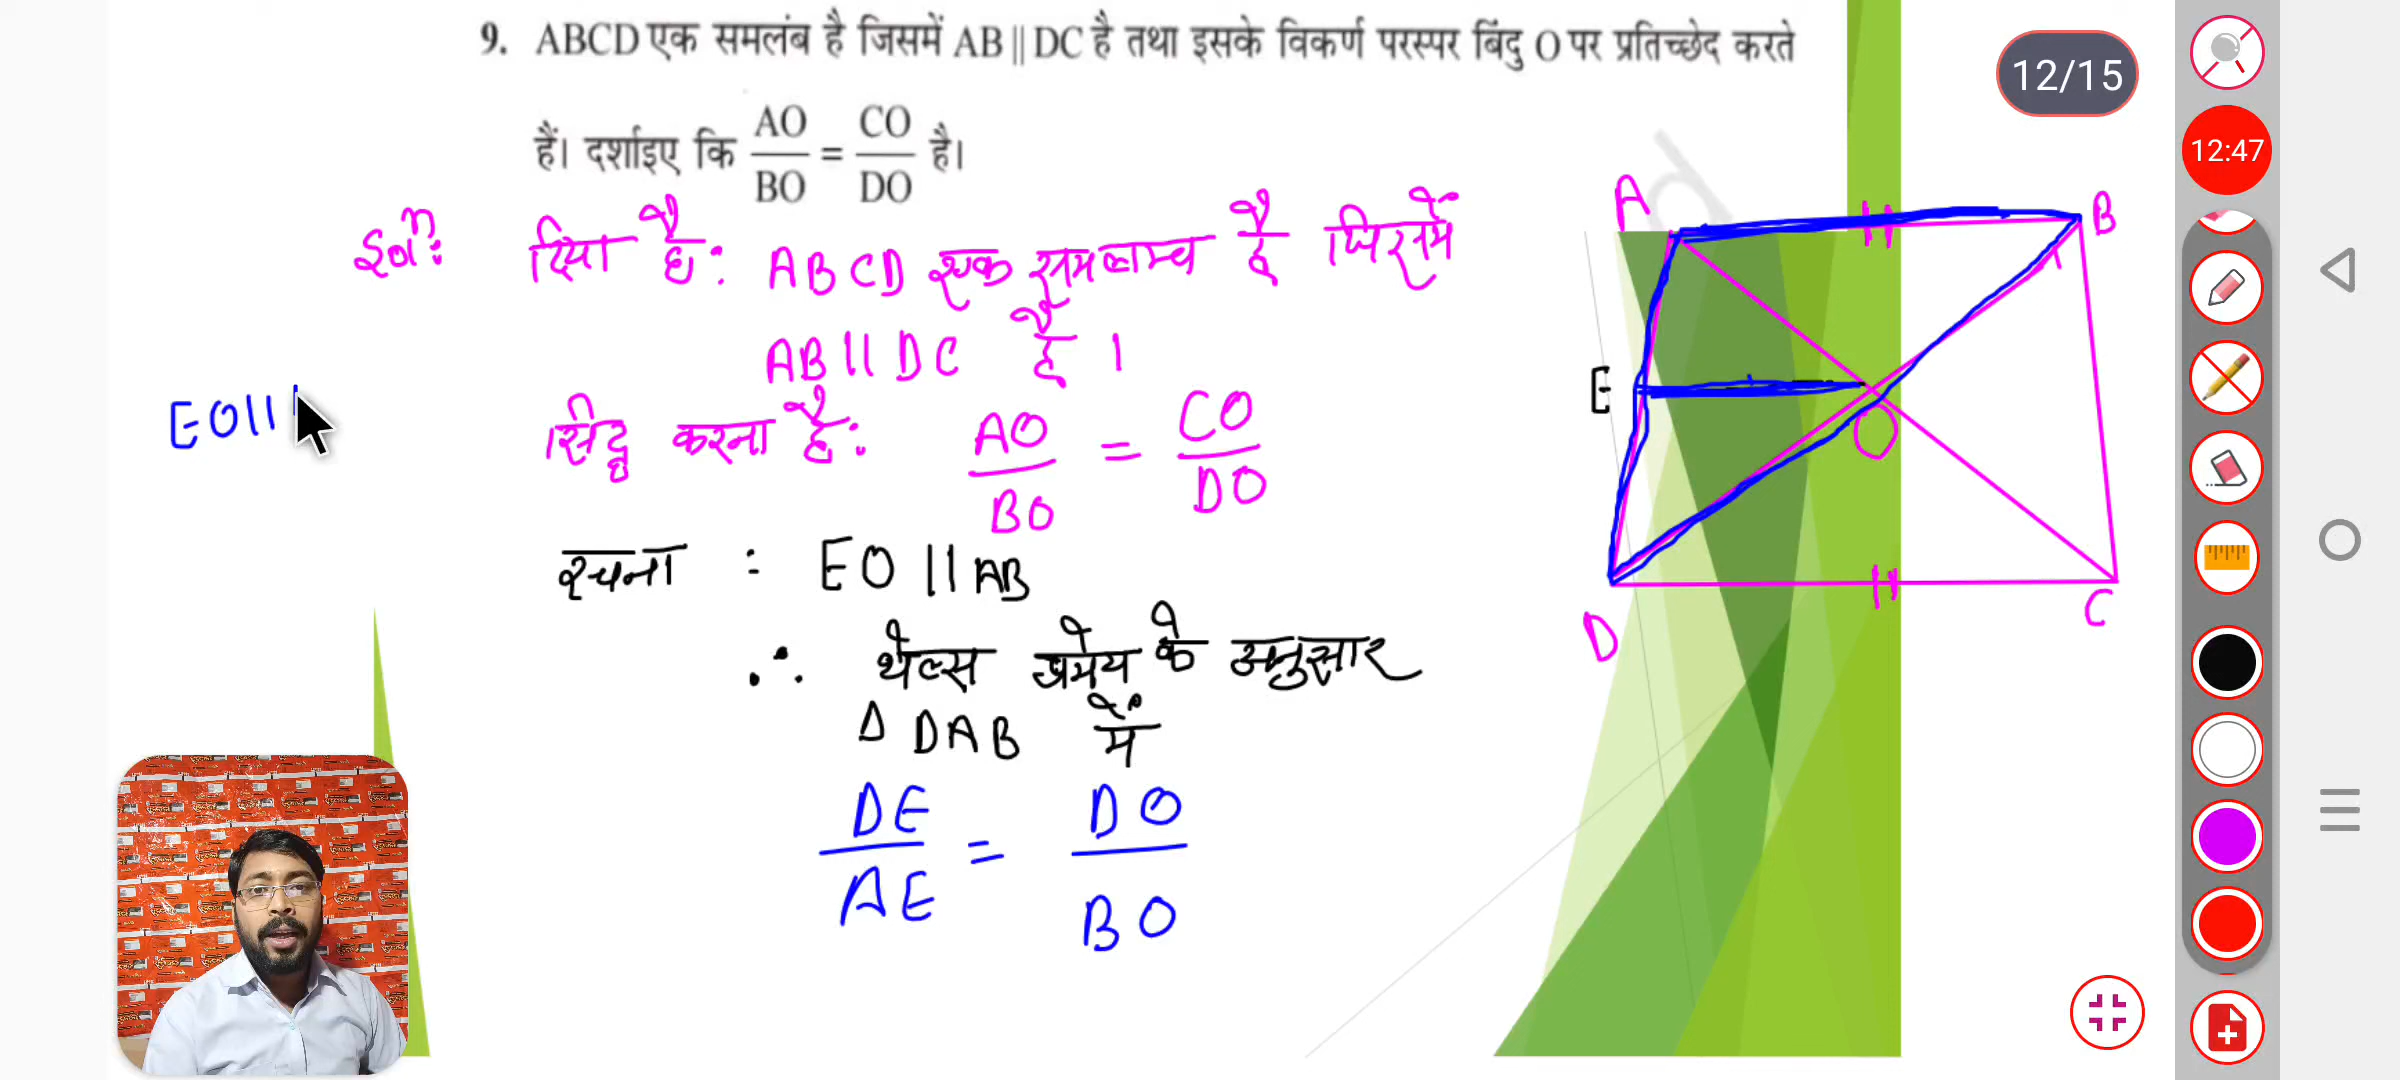 9. ABCD एक समलंब है जिसमें AB || DC है तथा इसके विकर्ण परस्पर बिंदु O पर प्रतिच्छेद करते
हैं। दर्शाइए कि AO/BO = CO/DO है।
12/15
12:47
Solⁿ: दिया है: ABCD एक समलम्ब है जिसमें
AB || DC है ।
EO ||
सिद्ध करना है: AO/BO = CO/DO
रचना : EO || AB
∴ थेल्स प्रमेय के अनुसार
Δ DAB में
DE/AE = DO/BO
A
B
E
O
D
C